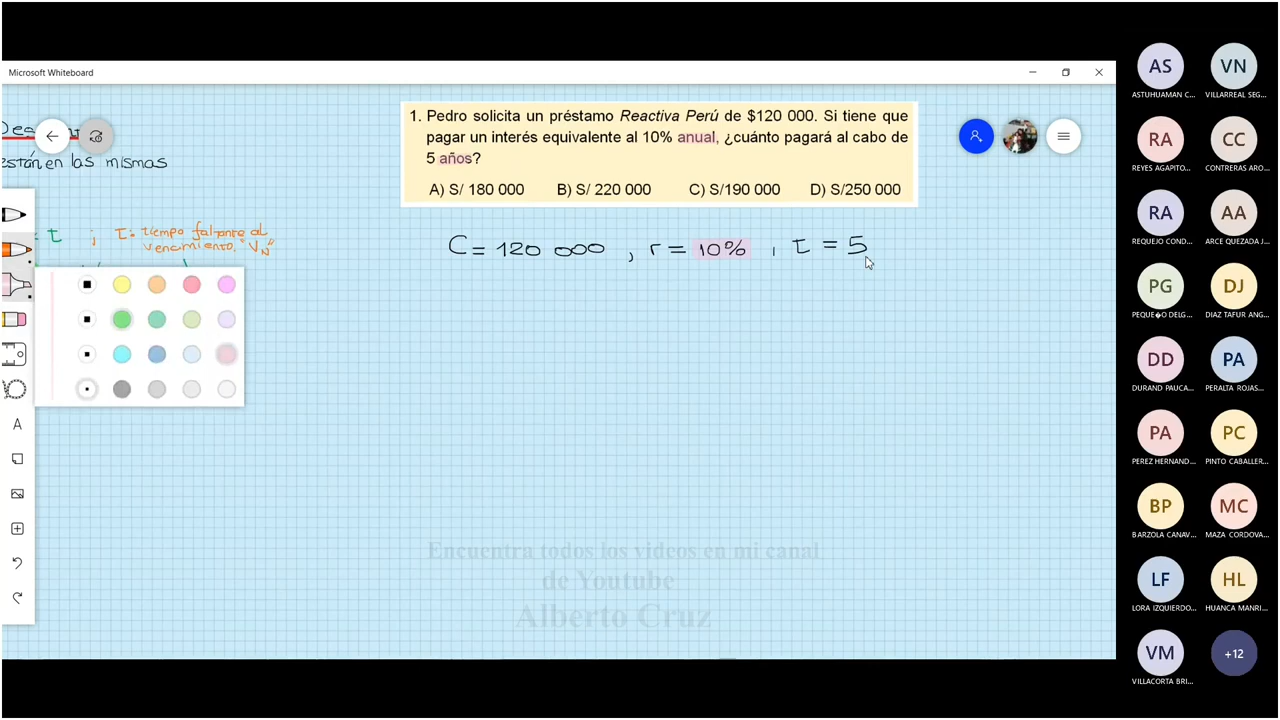 Microsoft Whiteboard
están en las mismas
= t ; t= tiempo faltante al
vencimiento. "VN"
1. Pedro solicita un préstamo Reactiva Perú de $120 000. Si tiene que
pagar un interés equivalente al 10% anual, ¿cuánto pagará al cabo de
5 años?
A) S/ 180 000 B) S/ 220 000 C) S/190 000 D) S/250 000
C = 120 000 , r = 10% , t = 5
A
Encuentra todos los videos en mi canal
de Youtube
Alberto Cruz
AS VN
ASTUHUAMAN C... VILLARREAL SEG...
RA CC
REYES AGAPITO... CONTRERAS ARO...
RA AA
REQUEJO COND... ARCE QUEZADA J...
PG DJ
PEQUE�O DELG... DIAZ TAFUR ANG...
DD PA
DURAND PAUCA... PERALTA ROJAS...
PA PC
PEREZ HERNAND... PINTO CABALLER...
BP MC
BARZOLA CANAV... MAZA CORDOVA...
LF HL
LORA IZQUIERDO... HUANCA MANRI...
VM +12
VILLACORTA BRI...